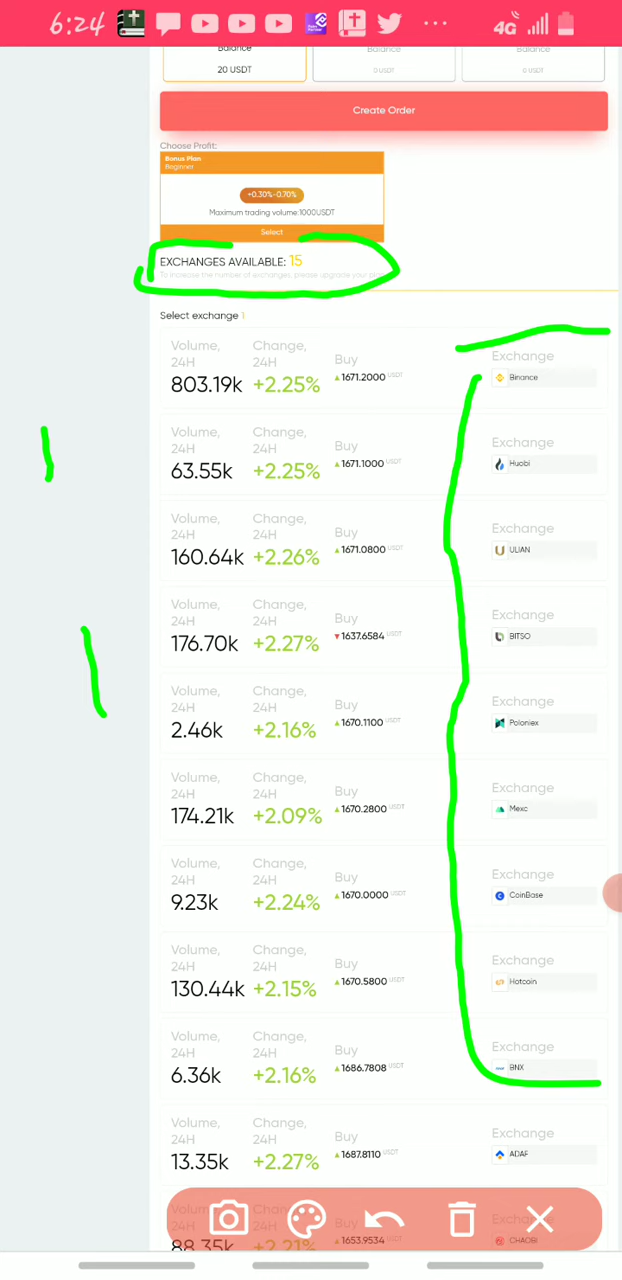 6:24
4G
Balance
Balance
Balance
20 USDT
0 USDT
0 USDT
Create Order
Choose Profit:
Bonus Plan
Beginner
+0.30%-0.70%
Maximum trading volume:1000USDT
Select
EXCHANGES AVAILABLE: 15
To increase the number of exchanges, please upgrade your plan
Select exchange 1
Volume, 24H
Change, 24H
Buy
Exchange
803.19k
+2.25%
1671.2000 USDT
Binance
Volume, 24H
Change, 24H
Buy
Exchange
63.55k
+2.25%
1671.1000 USDT
Huobi
Volume, 24H
Change, 24H
Buy
Exchange
160.64k
+2.26%
1671.0800 USDT
ULIAN
Volume, 24H
Change, 24H
Buy
Exchange
176.70k
+2.27%
1637.6584 USDT
BITSO
Volume, 24H
Change, 24H
Buy
Exchange
2.46k
+2.16%
1670.1100 USDT
Poloniex
Volume, 24H
Change, 24H
Buy
Exchange
174.21k
+2.09%
1670.2800 USDT
Mexc
Volume, 24H
Change, 24H
Buy
Exchange
9.23k
+2.24%
1670.0000 USDT
CoinBase
Volume, 24H
Change, 24H
Buy
Exchange
130.44k
+2.15%
1670.5800 USDT
Hotcoin
Volume, 24H
Change, 24H
Buy
Exchange
6.36k
+2.16%
1686.7808 USDT
BNX
Volume, 24H
Change, 24H
Buy
Exchange
13.35k
+2.27%
1687.8110 USDT
ADAF
88.35k
+2.21%
1653.9534 USDT
CHAOBI